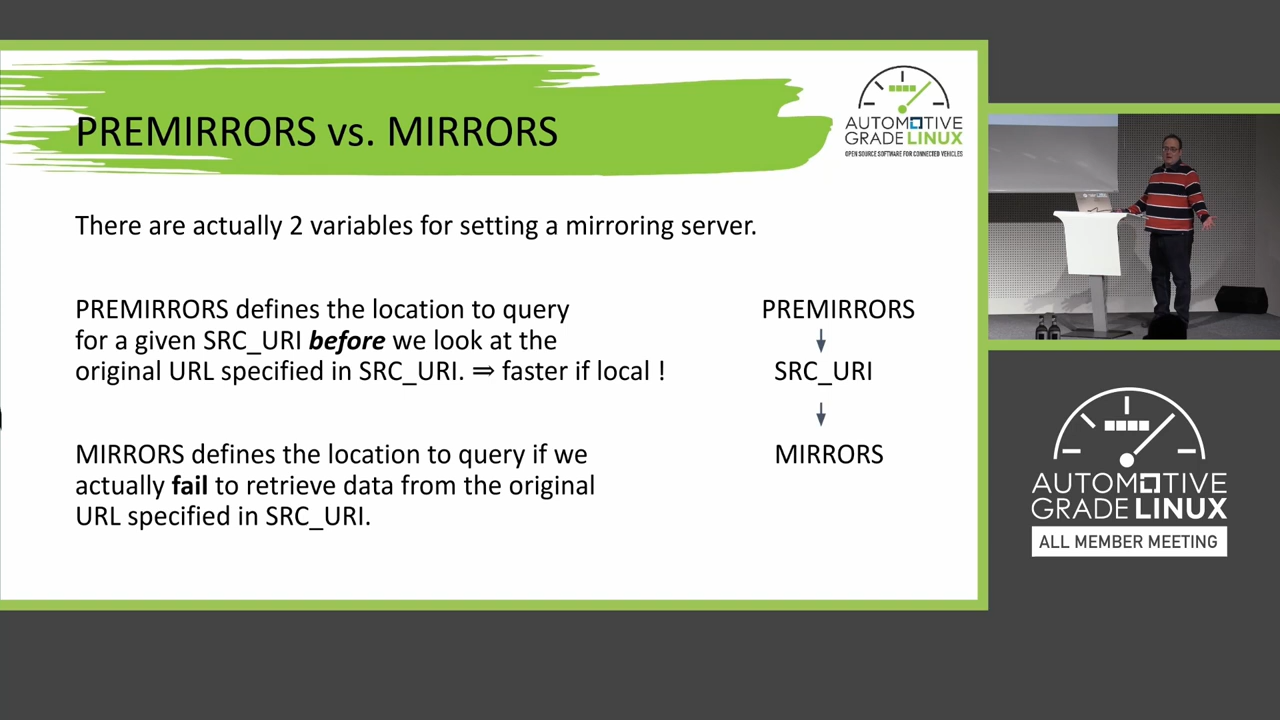 PREMIRRORS vs. MIRRORS
AUTOMOTIVE
GRADE LINUX
OPEN SOURCE SOFTWARE FOR CONNECTED VEHICLES
There are actually 2 variables for setting a mirroring server.
PREMIRRORS defines the location to query
for a given SRC_URI before we look at the
original URL specified in SRC_URI. ⇒ faster if local !
MIRRORS defines the location to query if we
actually fail to retrieve data from the original
URL specified in SRC_URI.
PREMIRRORS
SRC_URI
MIRRORS
AUTOMOTIVE
GRADE LINUX
ALL MEMBER MEETING